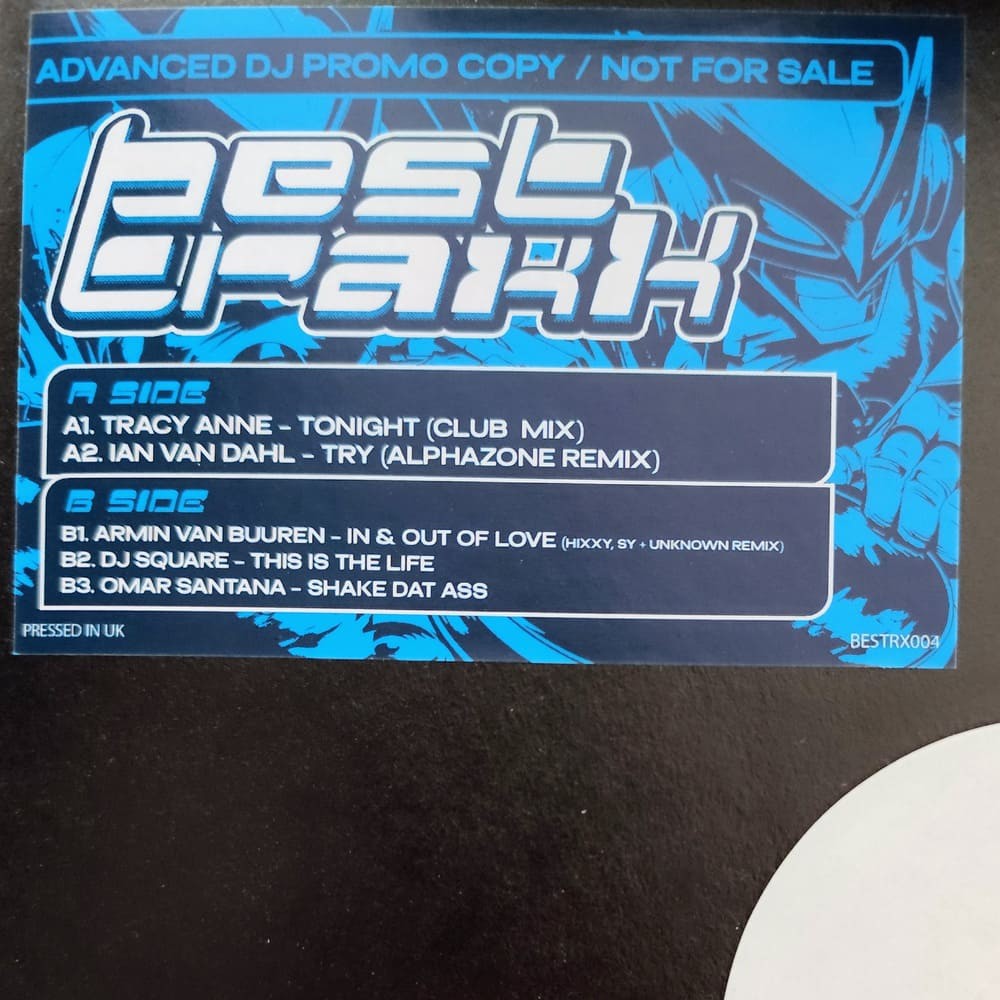 ADVANCED DJ PROMO COPY / NOT FOR SALE
best
traxx
A SIDE
A1. TRACY ANNE - TONIGHT (CLUB MIX)
A2. IAN VAN DAHL - TRY (ALPHAZONE REMIX)
B SIDE
B1. ARMIN VAN BUUREN - IN & OUT OF LOVE (HIXXY, SY + UNKNOWN REMIX)
B2. DJ SQUARE - THIS IS THE LIFE
B3. OMAR SANTANA - SHAKE DAT ASS
PRESSED IN UK
BESTRX004